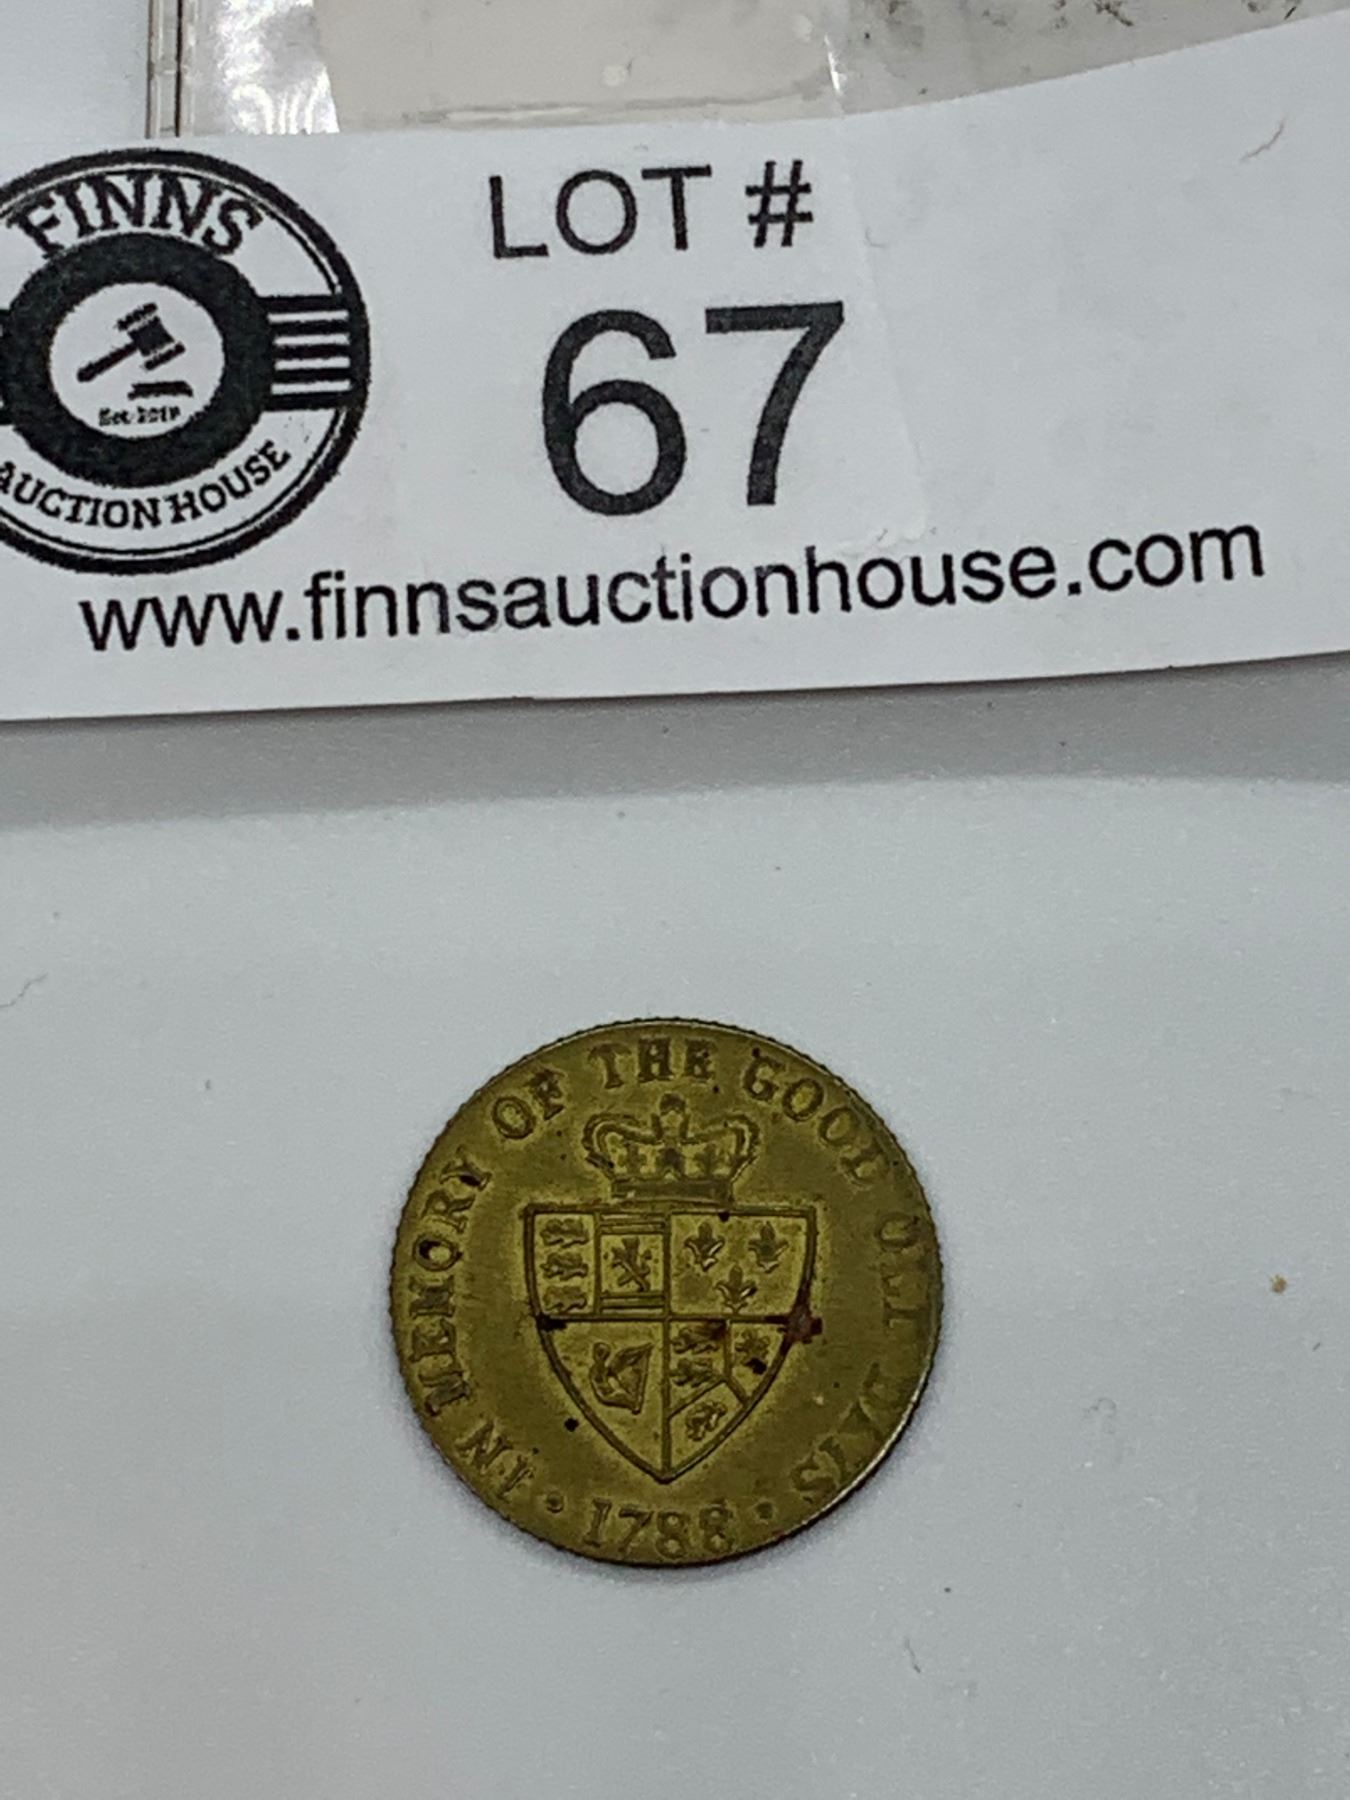 FINNS
Est. 2019
AUCTION HOUSE
LOT #
67
www.finnsauctionhouse.com
IN MEMORY OF THE GOOD OLD DAYS
· 1788 ·